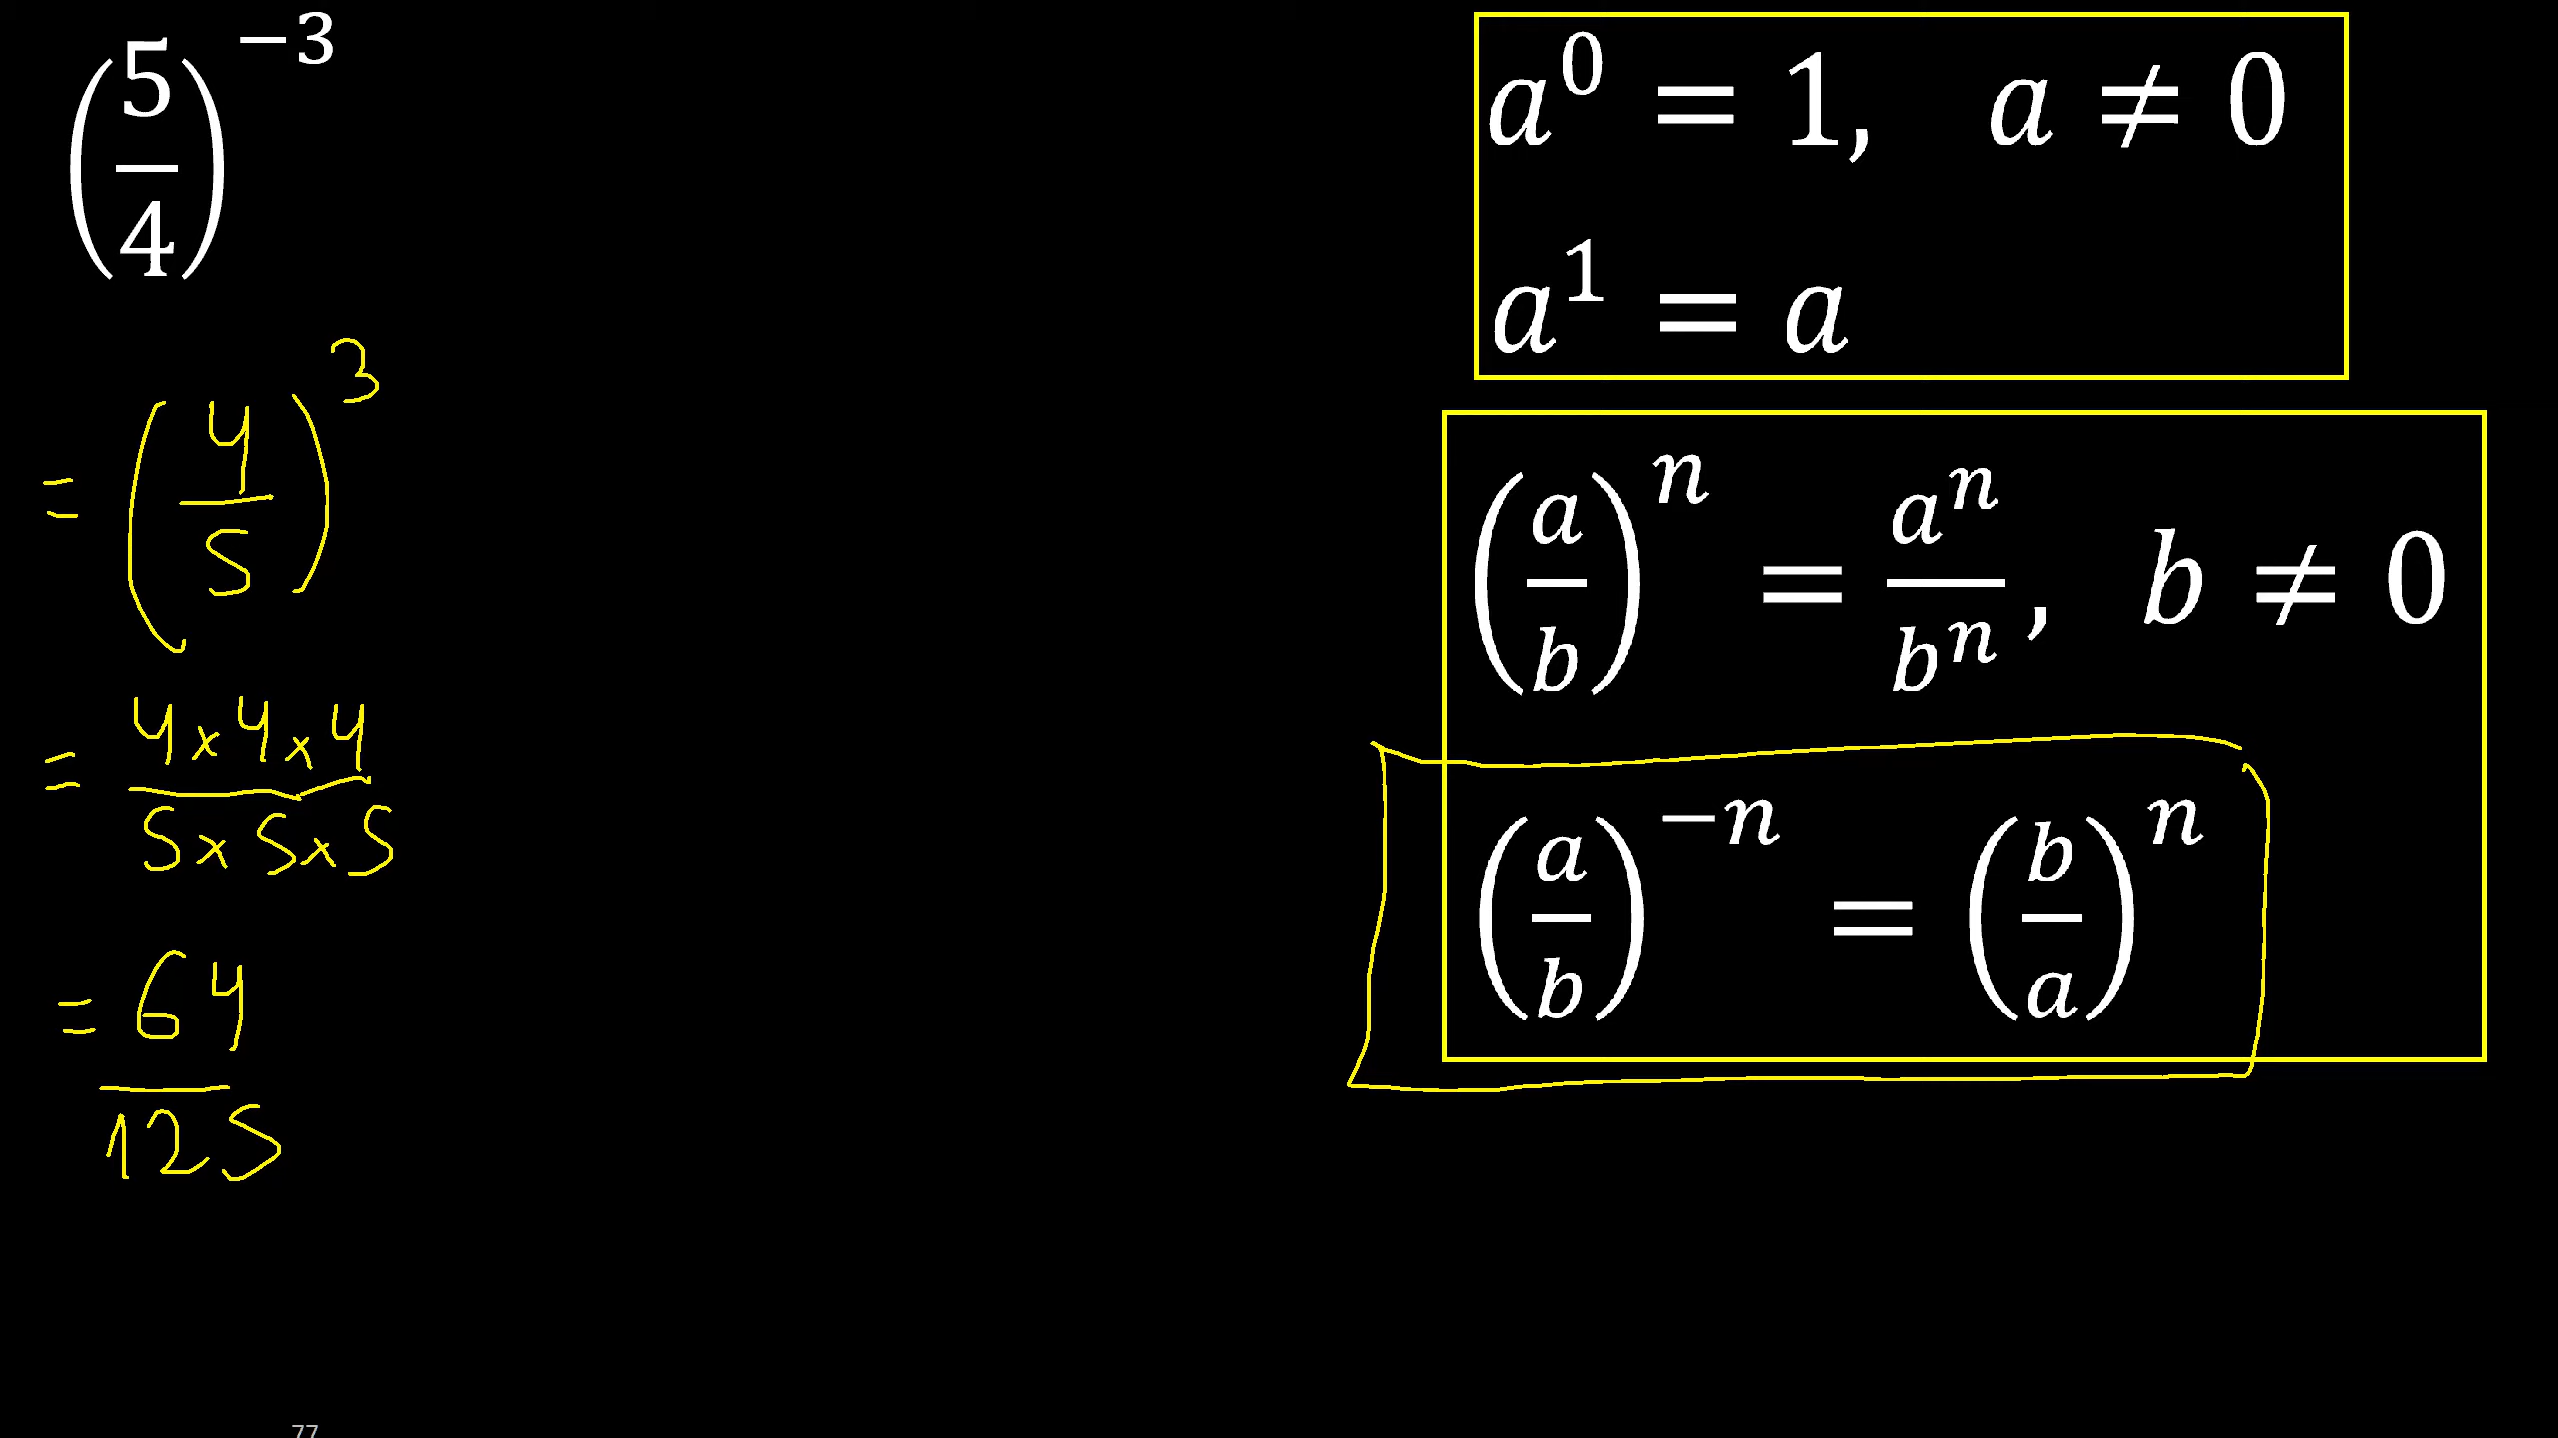 (5/4)^−3
= (4/5)^3
= 4×4×4 / 5×5×5
= 64 / 125
a^0 = 1, a ≠ 0
a^1 = a
(a/b)^n = a^n/b^n, b ≠ 0
(a/b)^−n = (b/a)^n
77